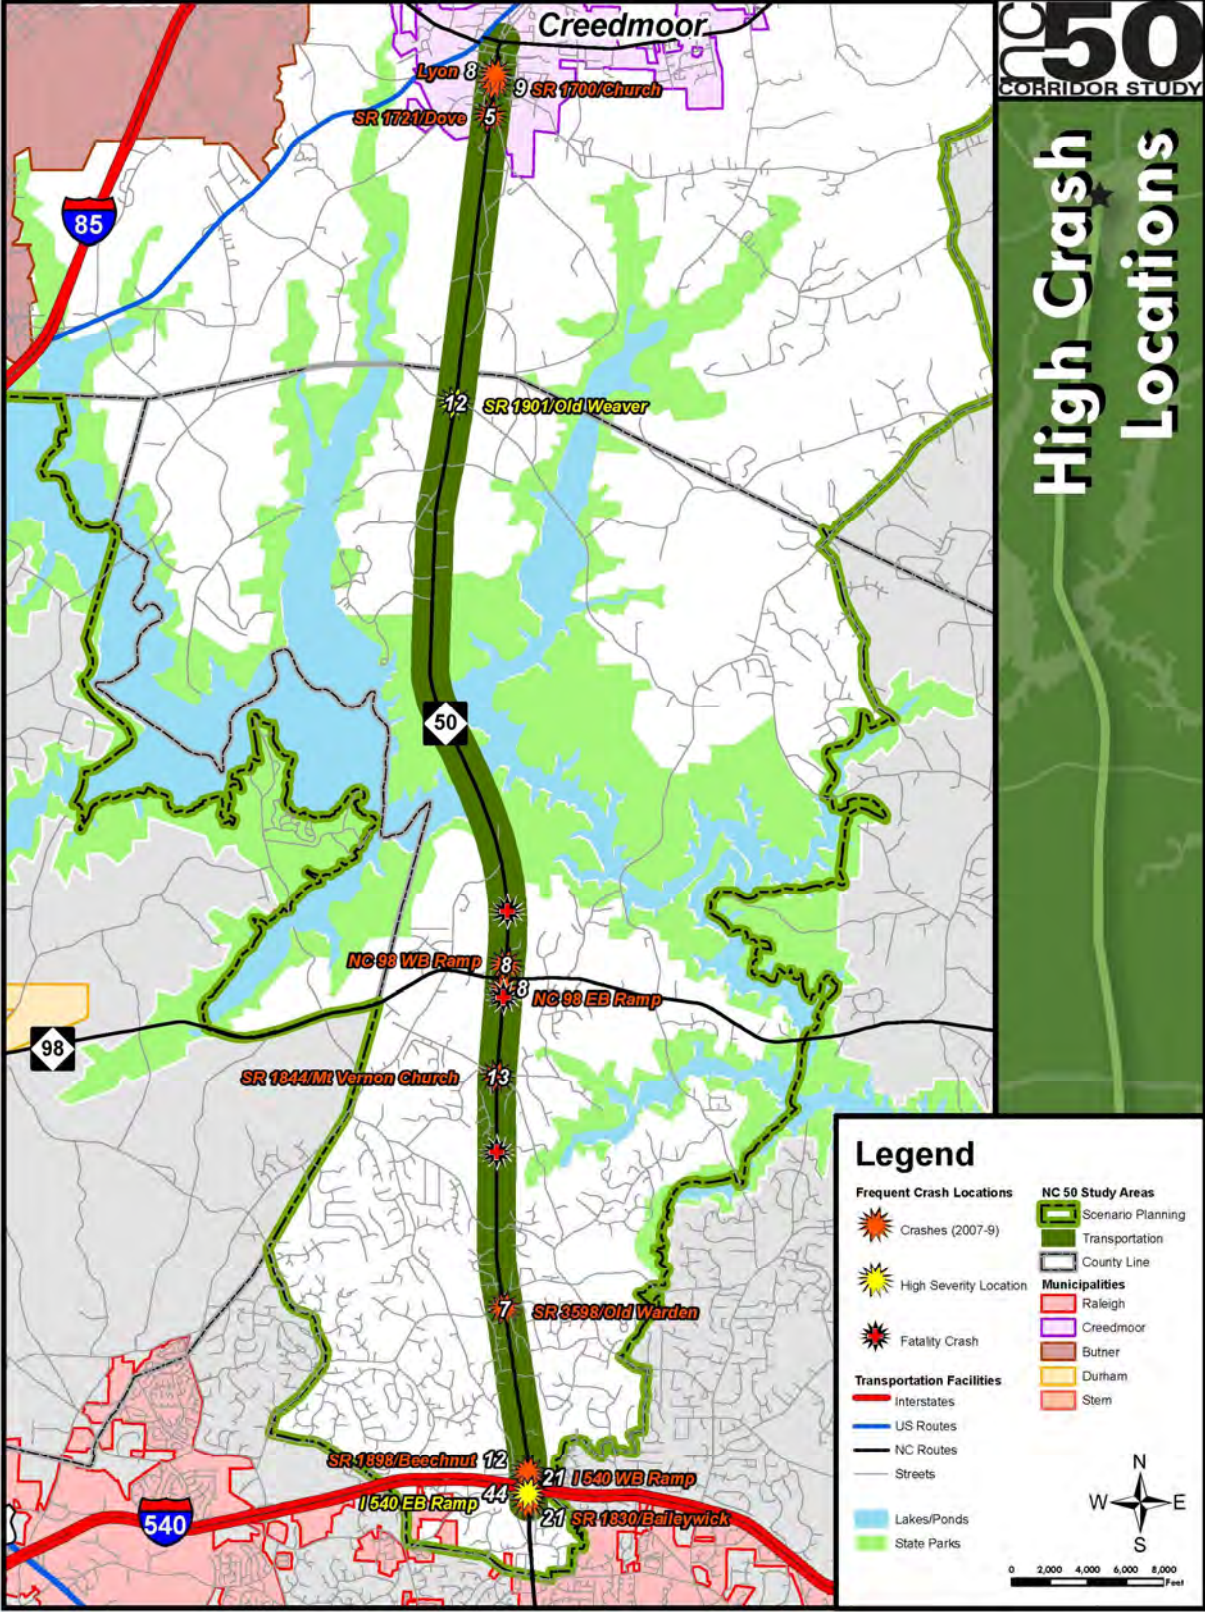 Creedmoor
Lyon 8
9 SR 1700/Church
SR 1721/Dove 5
85
12 SR 1901/Old Weaver
50
NC 98 WB Ramp 8
8 NC 98 EB Ramp
98
SR 1844/Mt Vernon Church 13
7 SR 3598/Old Warden
SR 1898/Beechnut 12
21 I 540 WB Ramp
I 540 EB Ramp 44
21 SR 1830/Baileywick
540
nc 50
CORRIDOR STUDY
High Crash
Locations
Legend
Frequent Crash Locations
Crashes (2007-9)
High Severity Location
Fatality Crash
Transportation Facilities
Interstates
US Routes
NC Routes
Streets
Lakes/Ponds
State Parks
NC 50 Study Areas
Scenario Planning
Transportation
County Line
Municipalities
Raleigh
Creedmoor
Butner
Durham
Stem
N
W E
S
0 2,000 4,000 6,000 8,000
Feet